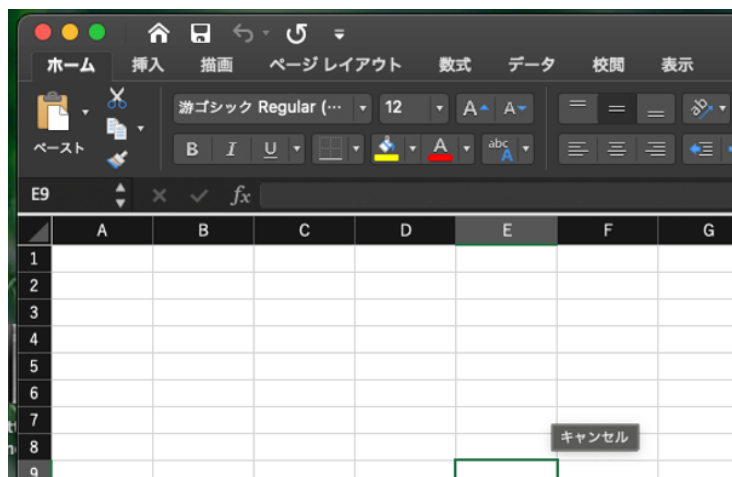 ホーム 挿入 描画 ページ レイアウト 数式 データ 校閲 表示
游ゴシック Regular (… 12 A A
ペースト B I U A abc A
E9 fx
A B C D E F G
1
2
3
4
5
6
7
キャンセル
8
9